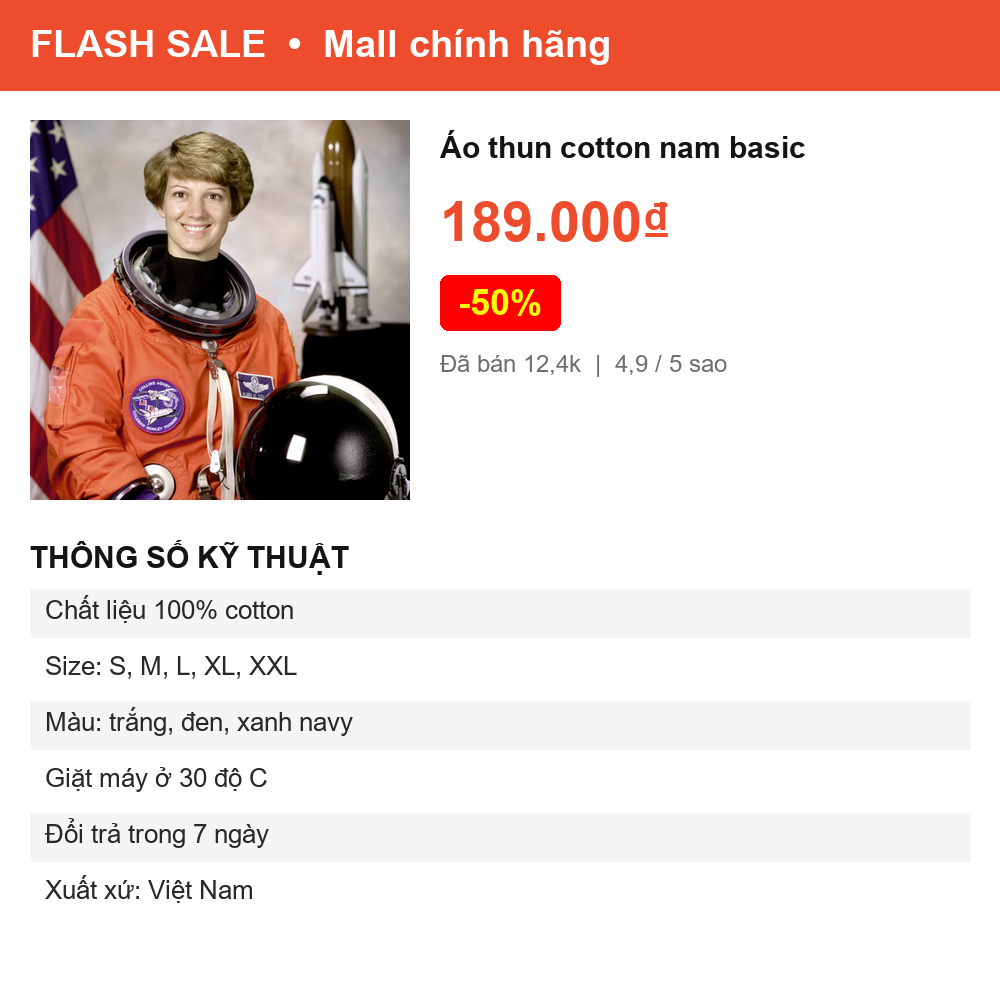 FLASH SALE • Mall chính hãng
Áo thun cotton nam basic
189.000₫
-50%
Đã bán 12,4k | 4,9 / 5 sao
THÔNG SỐ KỸ THUẬT
Chất liệu 100% cotton
Size: S, M, L, XL, XXL
Màu: trắng, đen, xanh navy
Giặt máy ở 30 độ C
Đổi trả trong 7 ngày
Xuất xứ: Việt Nam